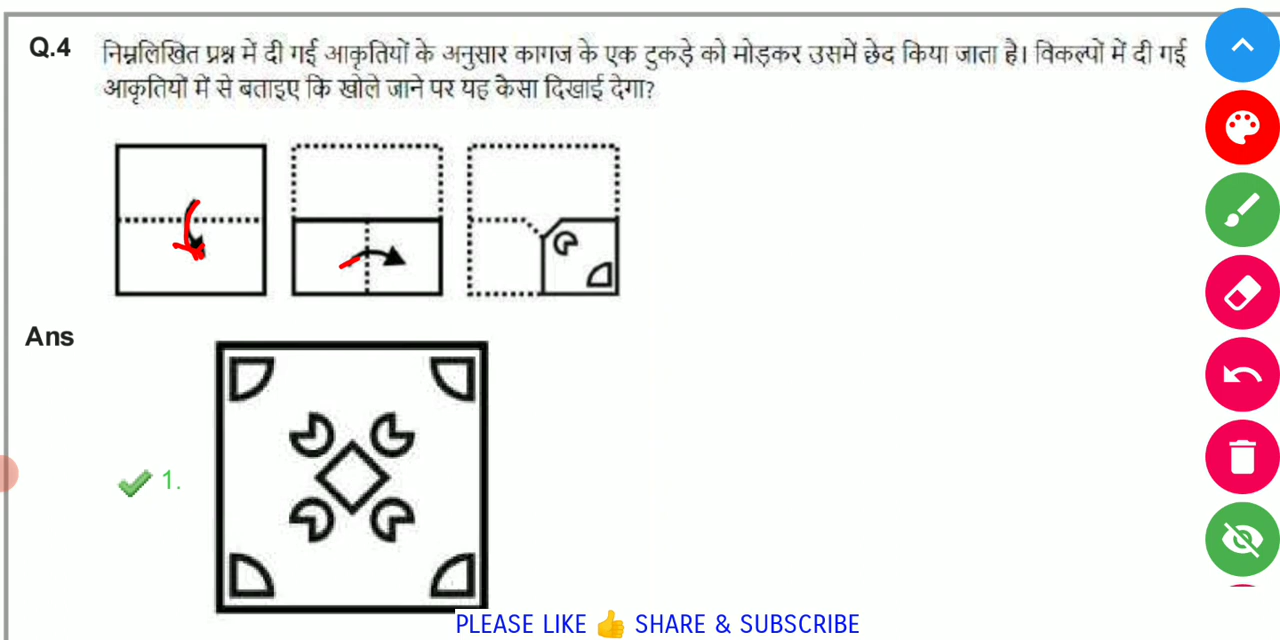 Q.4 निम्नलिखित प्रश्न में दी गई आकृतियों के अनुसार कागज के एक टुकड़े को मोड़कर उसमें छेद किया जाता है। विकल्पों में दी गई
आकृतियों में से बताइए कि खोले जाने पर यह कैसा दिखाई देगा?
Ans
1.
PLEASE LIKE 👍 SHARE & SUBSCRIBE